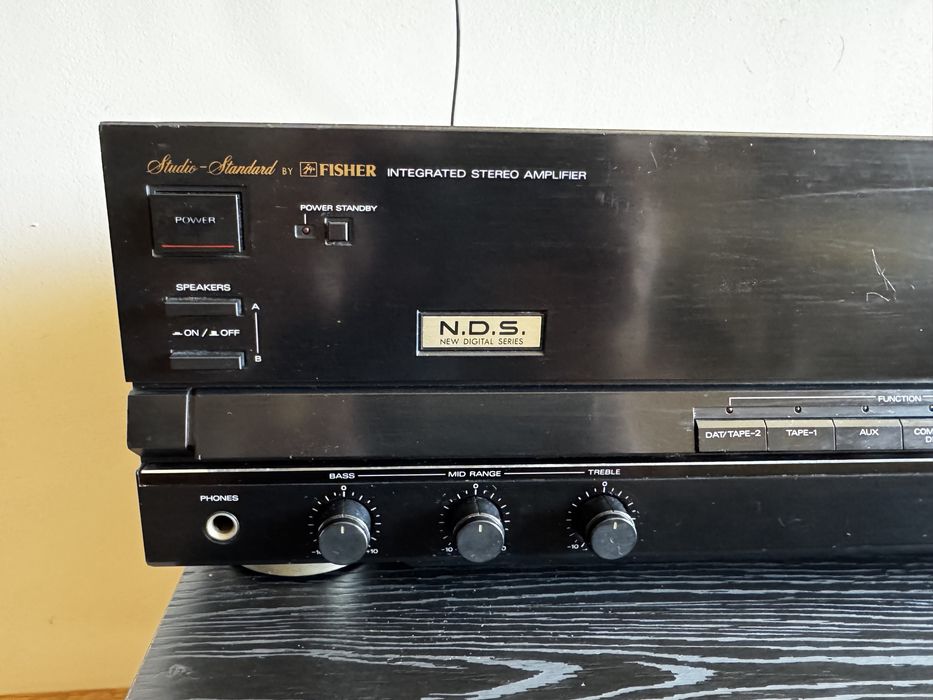 Studio-Standard BY FISHER INTEGRATED STEREO AMPLIFIER
POWER
POWER STANDBY
SPEAKERS
A
ON / OFF
B
N.D.S.
NEW DIGITAL SERIES
FUNCTION
DAT/TAPE-2 TAPE-1 AUX
PHONES
BASS MID RANGE TREBLE
0 0 0
+10 -10 -10